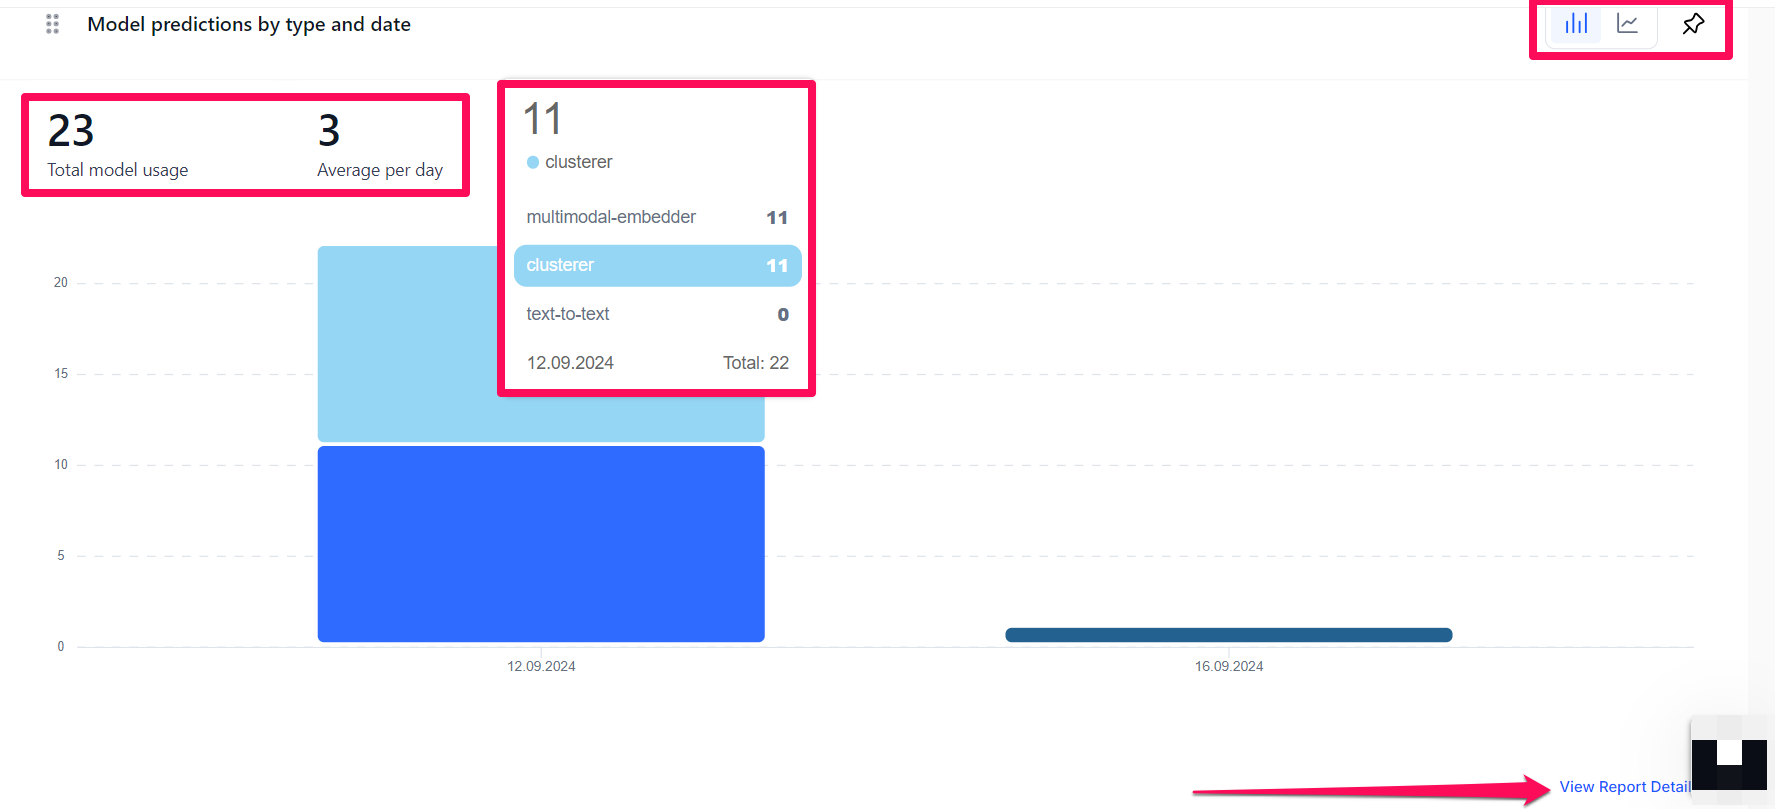 Model predictions by type and date
23
Total model usage
3
Average per day
11
clusterer
multimodal-embedder 11
clusterer 11
text-to-text 0
12.09.2024 Total: 22
20
15
10
5
0
12.09.2024
16.09.2024
View Report Detail